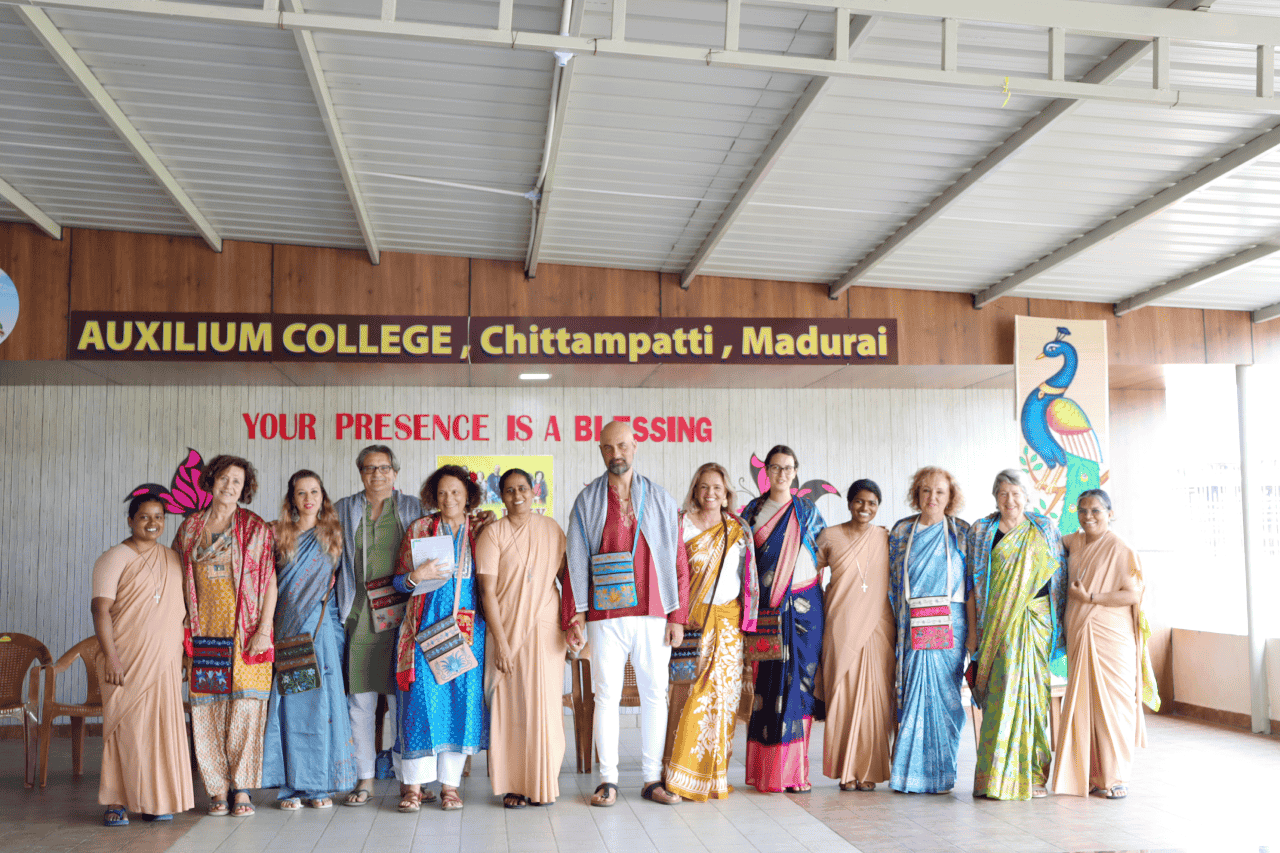 AUXILIUM COLLEGE , Chittampatti , Madurai
YOUR PRESENCE IS A BLESSING